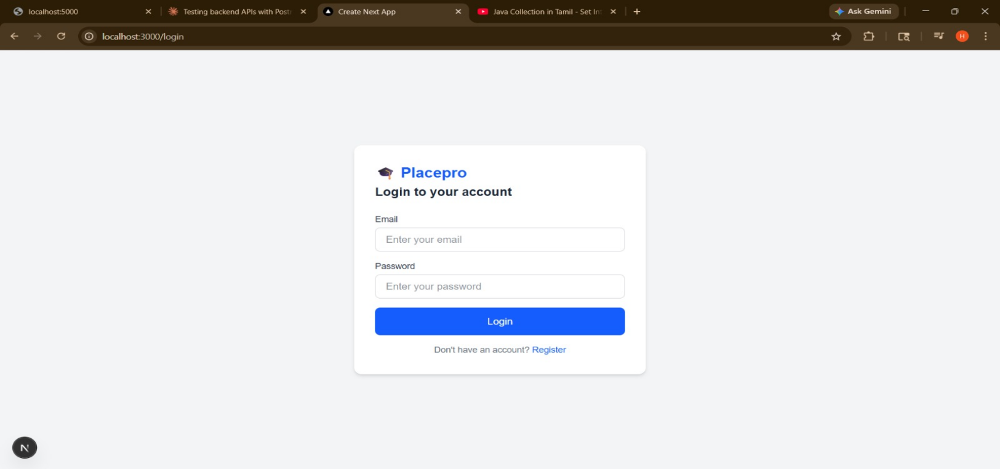 localhost:5000
Testing backend APIs with Postr
Create Next App
Java Collection in Tamil - Set Int
Ask Gemini
localhost:3000/login
H
Placepro
Login to your account
Email
Enter your email
Password
Enter your password
Login
Don't have an account? Register
N